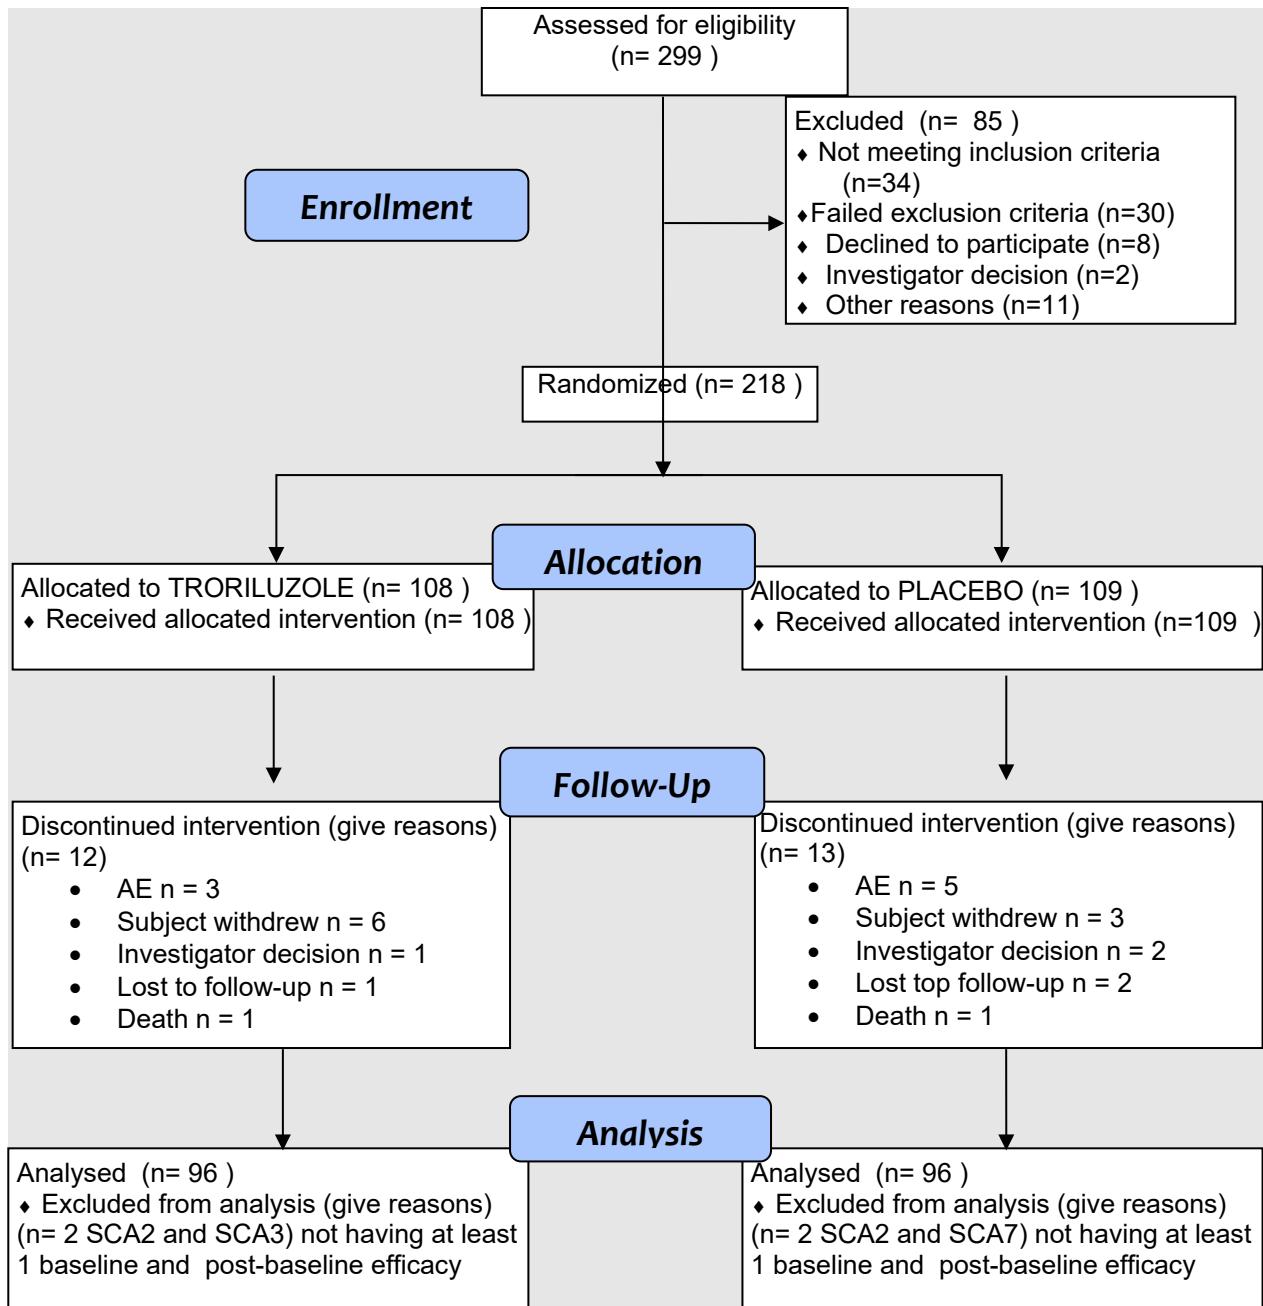 Assessed for eligibility
(n= 299 )
Excluded (n= 85 )
♦ Not meeting inclusion criteria
(n=34)
♦Failed exclusion criteria (n=30)
♦ Declined to participate (n=8)
♦ Investigator decision (n=2)
♦ Other reasons (n=11)
Enrollment
Randomized (n= 218 )
Allocation
Allocated to TRORILUZOLE (n= 108 )
♦ Received allocated intervention (n= 108 )
Allocated to PLACEBO (n= 109 )
♦ Received allocated intervention (n=109 )
Follow-Up
Discontinued intervention (give reasons)
(n= 12)
• AE n = 3
• Subject withdrew n = 6
• Investigator decision n = 1
• Lost to follow-up n = 1
• Death n = 1
Discontinued intervention (give reasons)
(n= 13)
• AE n = 5
• Subject withdrew n = 3
• Investigator decision n = 2
• Lost top follow-up n = 2
• Death n = 1
Analysis
Analysed (n= 96 )
♦ Excluded from analysis (give reasons)
(n= 2 SCA2 and SCA3) not having at least
1 baseline and post-baseline efficacy
Analysed (n= 96 )
♦ Excluded from analysis (give reasons)
(n= 2 SCA2 and SCA7) not having at least
1 baseline and post-baseline efficacy